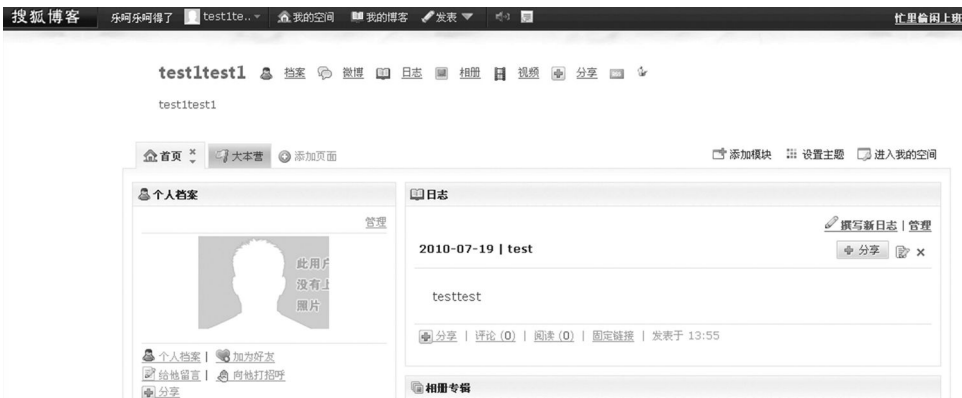 搜狐博客 乐呵乐呵得了 test1te.. 我的空间 我的博客 发表 忙里偷闲上班
test1test1 档案 微博 日志 相册 视频 分享
test1test1
首页 大本营 添加页面 添加模块 设置主题 进入我的空间
个人档案
管理
此用户
没有上
照片
个人档案 | 加为好友
给他留言 | 向他打招呼
分享
日志
撰写新日志 | 管理
2010-07-19 | test 分享
testtest
分享 | 评论 (0) | 阅读 (0) | 固定链接 | 发表于 13:55
相册专辑